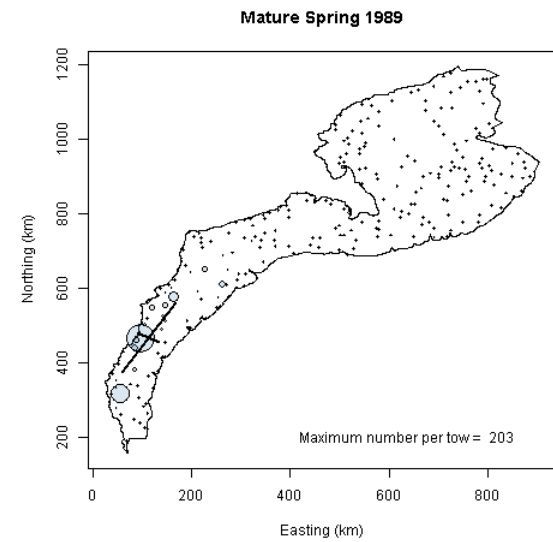 Mature Spring 1989
1200
1000
800
600
400
200
Northing (km)
Maximum number per tow = 203
0 200 400 600 800
Easting (km)